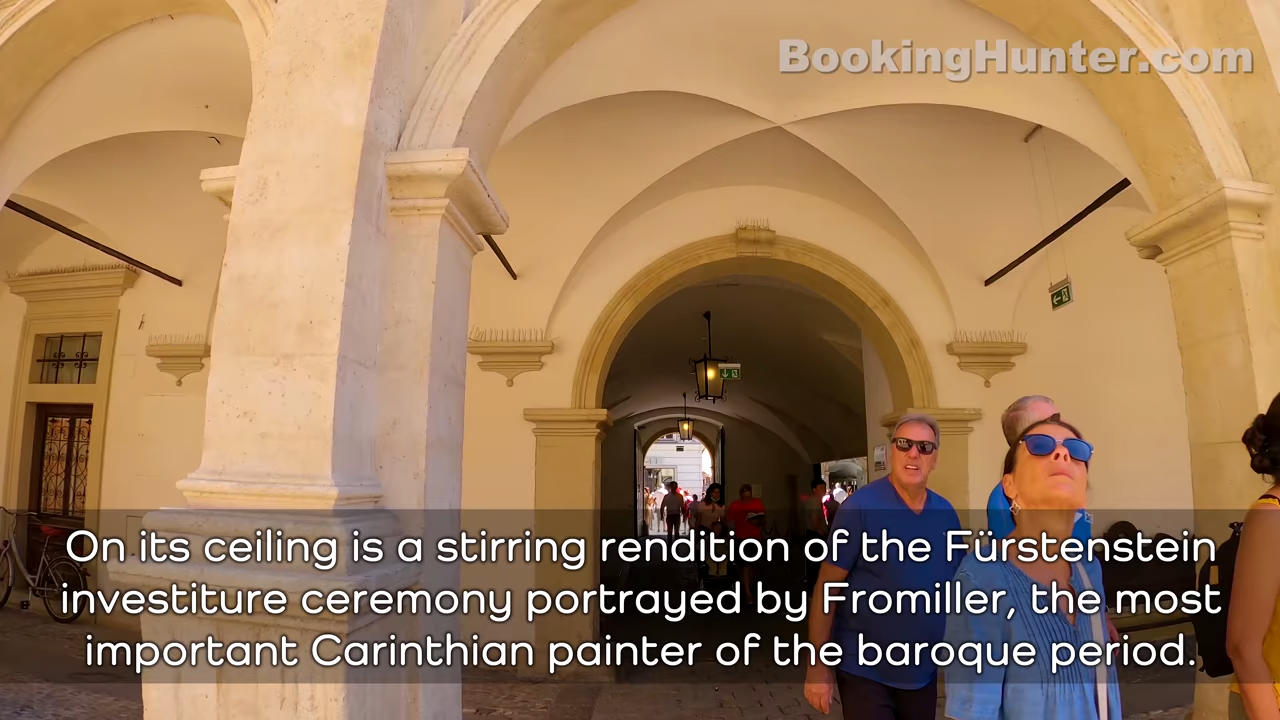 BookingHunter.com
On its ceiling is a stirring rendition of the Fürstenstein
investiture ceremony portrayed by Fromiller, the most
important Carinthian painter of the baroque period.